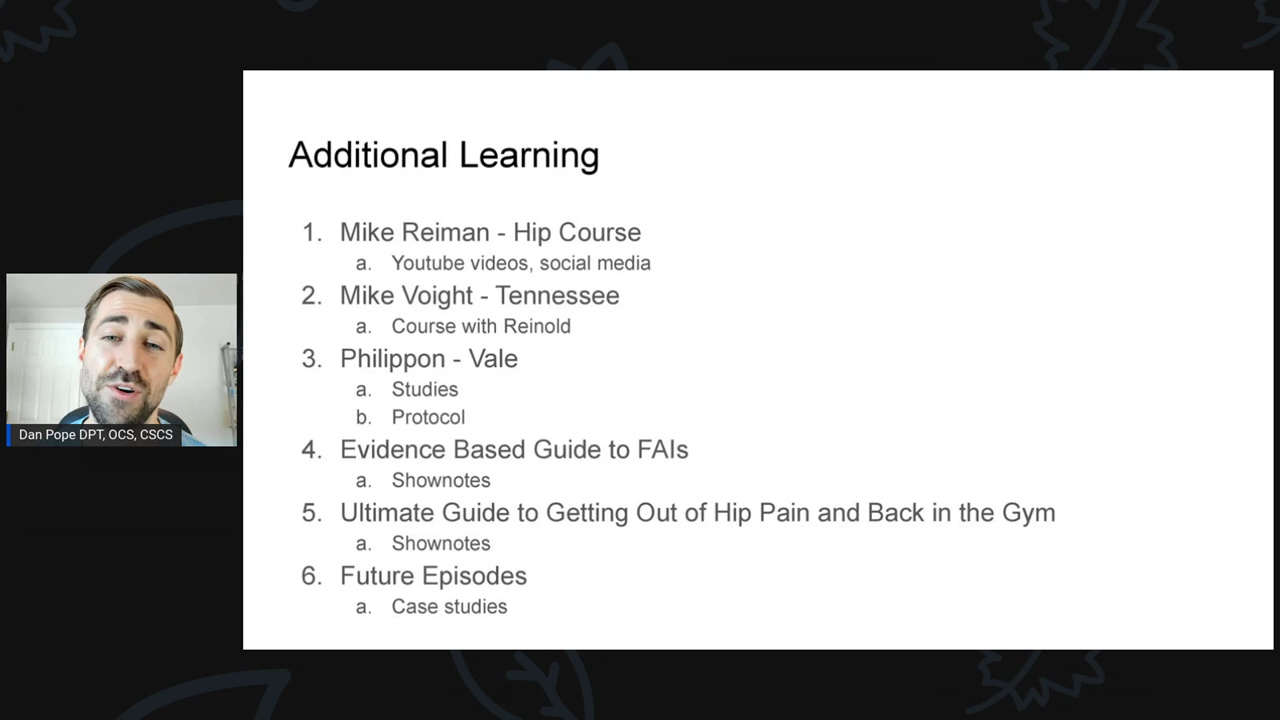 Additional Learning
1. Mike Reiman - Hip Course
a. Youtube videos, social media
2. Mike Voight - Tennessee
a. Course with Reinold
3. Philippon - Vale
a. Studies
b. Protocol
4. Evidence Based Guide to FAIs
a. Shownotes
5. Ultimate Guide to Getting Out of Hip Pain and Back in the Gym
a. Shownotes
6. Future Episodes
a. Case studies
Dan Pope DPT, OCS, CSCS